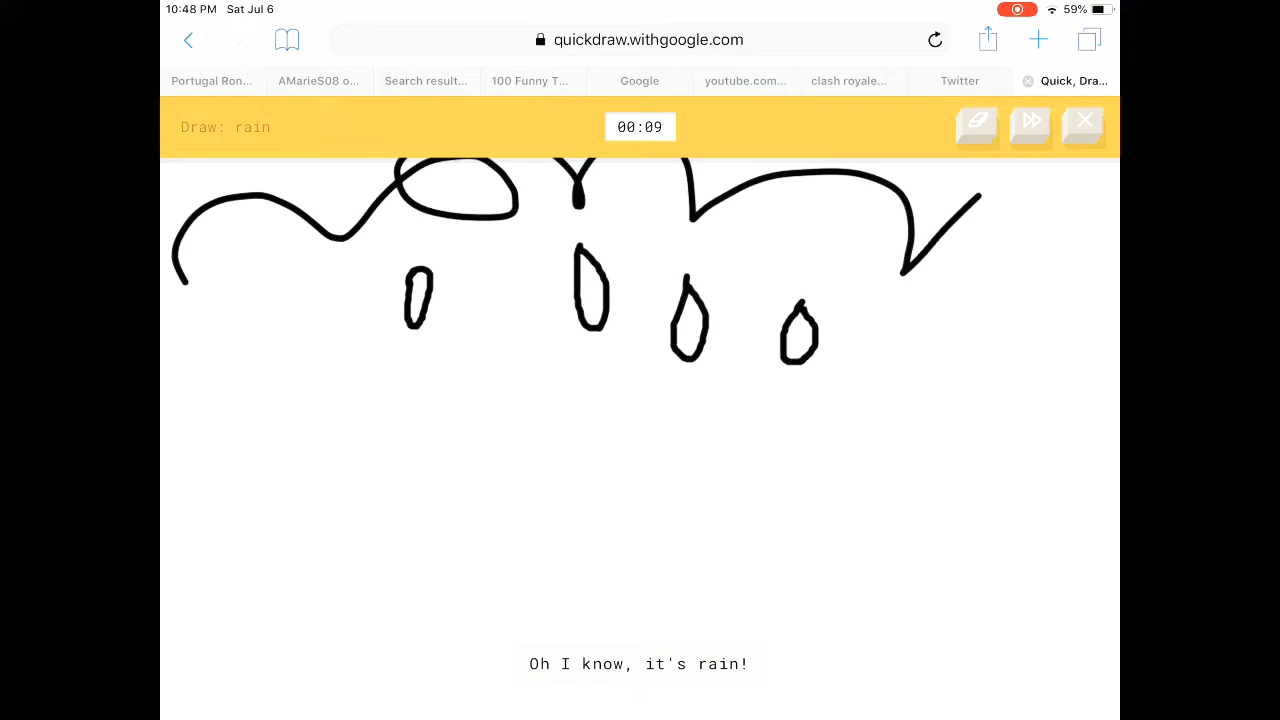 10:48 PM Sat Jul 6 59%
quickdraw.withgoogle.com
Portugal Ron... AMarieS08 o... Search result... 100 Funny T... Google youtube.com... clash royale... Twitter Quick, Dra...
Draw: rain 00:09
Oh I know, it's rain!